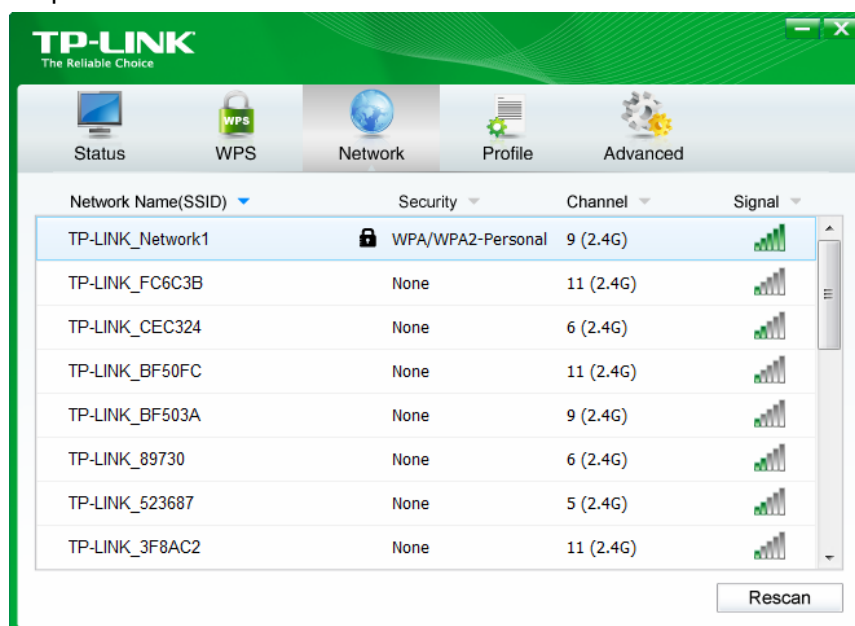 TP-LINK
The Reliable Choice
WPS
Status WPS Network Profile Advanced
Network Name(SSID) Security Channel Signal
TP-LINK_Network1 WPA/WPA2-Personal 9 (2.4G)
TP-LINK_FC6C3B None 11 (2.4G)
TP-LINK_CEC324 None 6 (2.4G)
TP-LINK_BF50FC None 11 (2.4G)
TP-LINK_BF503A None 9 (2.4G)
TP-LINK_89730 None 6 (2.4G)
TP-LINK_523687 None 5 (2.4G)
TP-LINK_3F8AC2 None 11 (2.4G)
Rescan